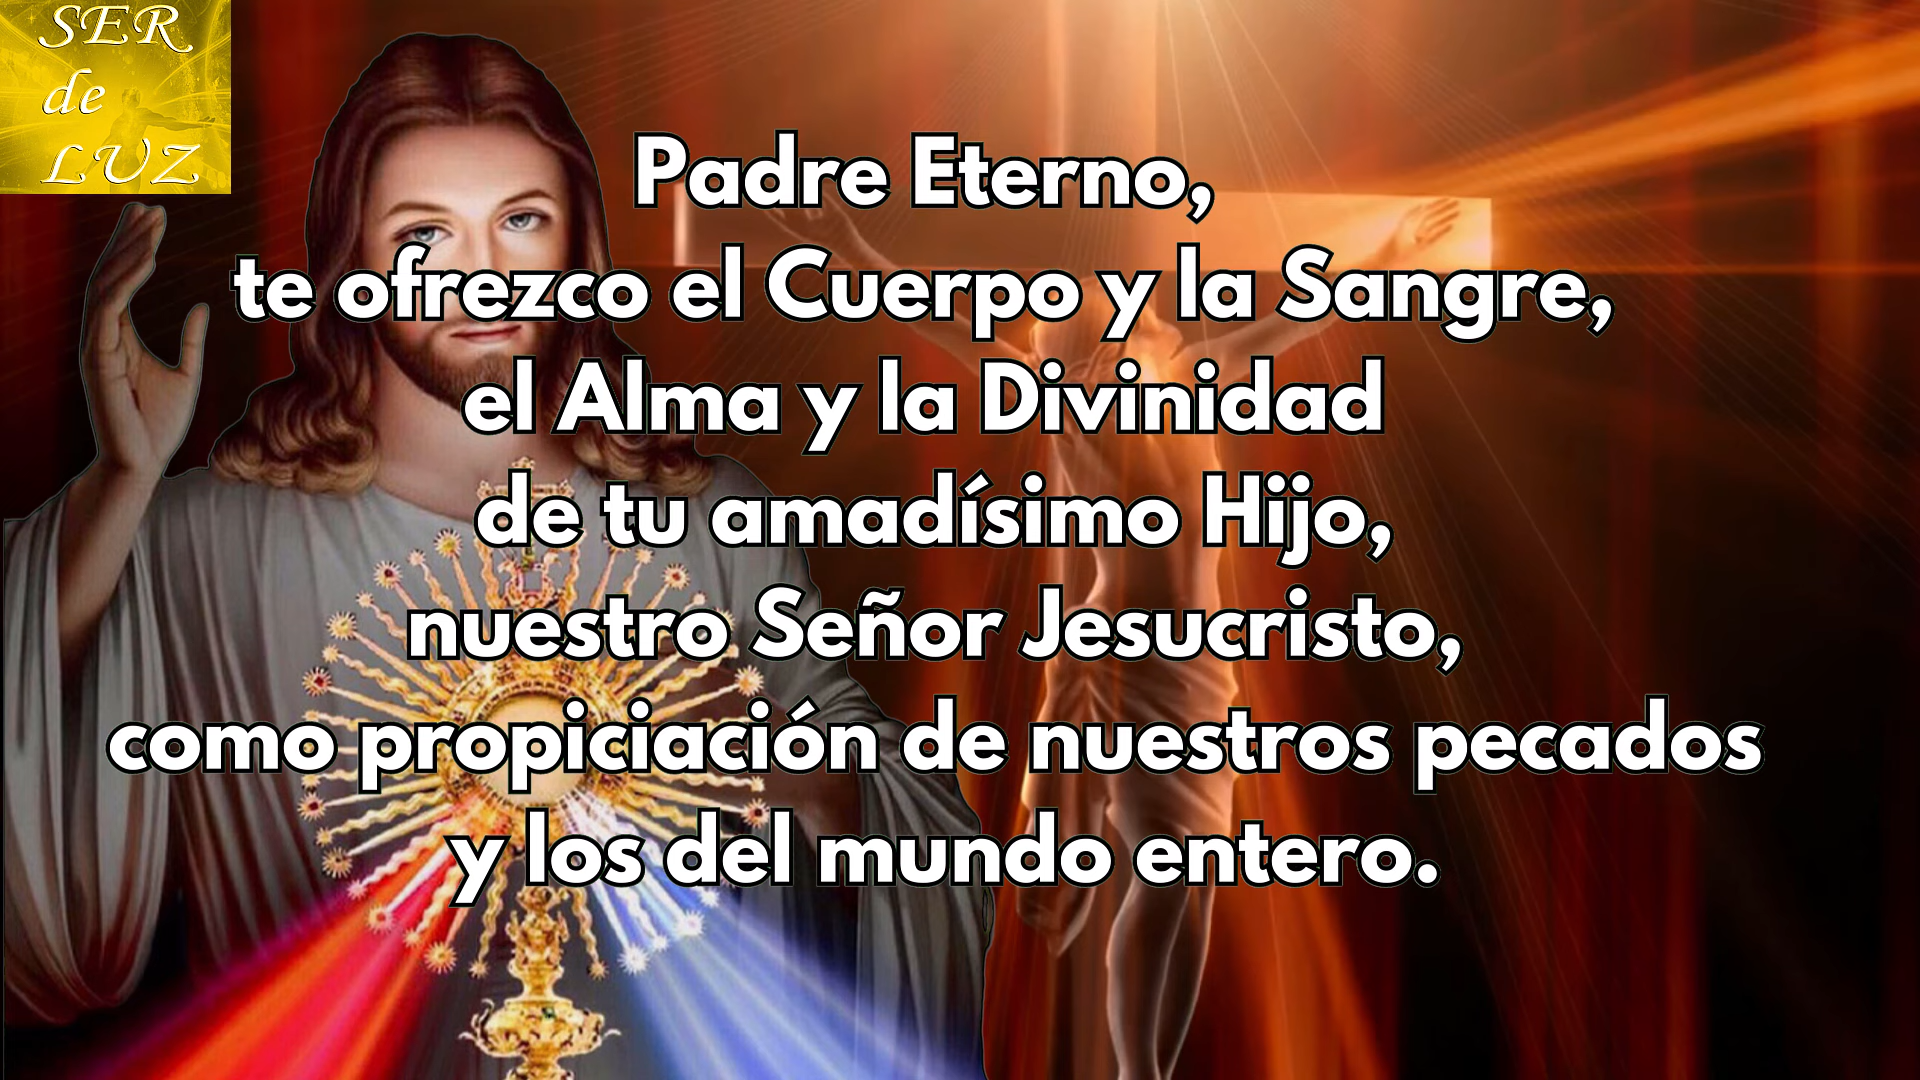 SER
de
LUZ
Padre Eterno,
te ofrezco el Cuerpo y la Sangre,
el Alma y la Divinidad
de tu amadísimo Hijo,
nuestro Señor Jesucristo,
como propiciación de nuestros pecados
y los del mundo entero.